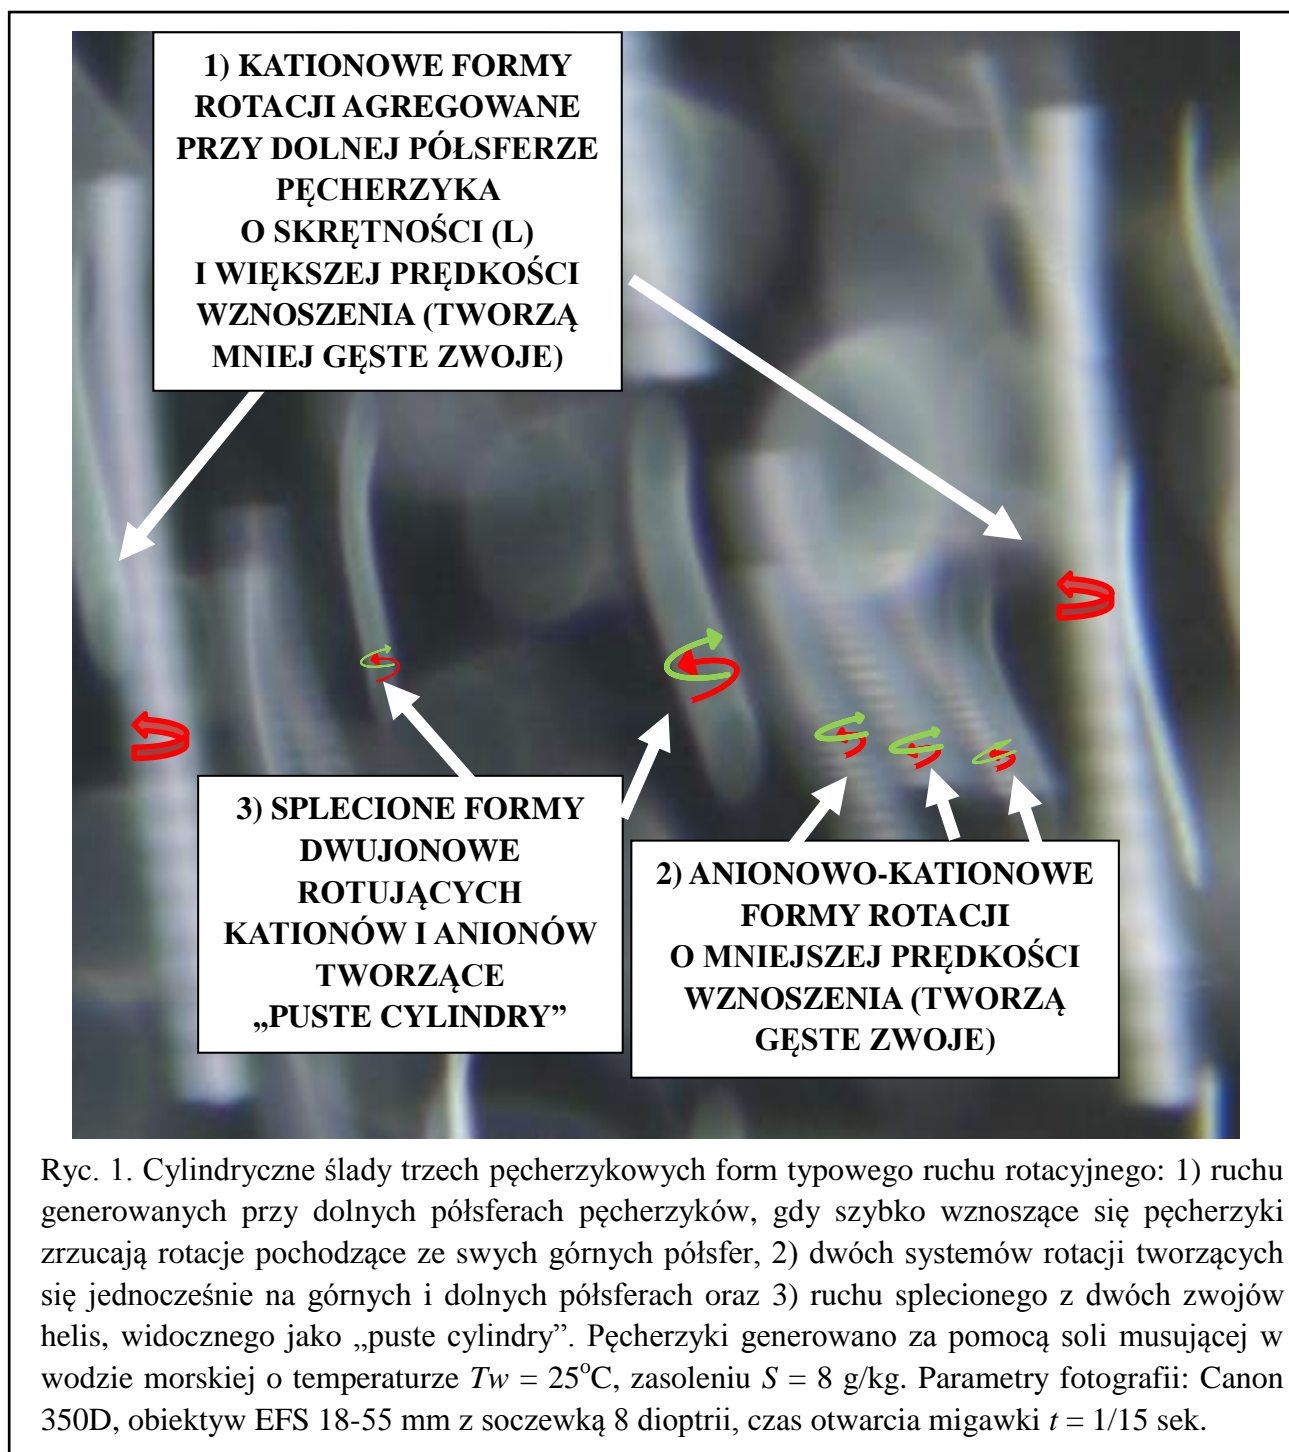 1) KATIONOWE FORMY
ROTACJI AGREGOWANE
PRZY DOLNEJ PÓŁSFERZE
PĘCHERZYKA
O SKRĘTNOŚCI (L)
I WIĘKSZEJ PRĘDKOŚCI
WZNOSZENIA (TWORZĄ
MNIEJ GĘSTE ZWOJE)
3) SPLECIONE FORMY
DWUJONOWE
ROTUJĄCYCH
KATIONÓW I ANIONÓW
TWORZĄCE
„PUSTE CYLINDRY”
2) ANIONOWO-KATIONOWE
FORMY ROTACJI
O MNIEJSZEJ PRĘDKOŚCI
WZNOSZENIA (TWORZĄ
GĘSTE ZWOJE)
Ryc. 1. Cylindryczne ślady trzech pęcherzykowych form typowego ruchu rotacyjnego: 1) ruchu
generowanych przy dolnych półsferach pęcherzyków, gdy szybko wznoszące się pęcherzyki
zrzucają rotacje pochodzące ze swych górnych półsfer, 2) dwóch systemów rotacji tworzących
się jednocześnie na górnych i dolnych półsferach oraz 3) ruchu splecionego z dwóch zwojów
helis, widocznego jako „puste cylindry”. Pęcherzyki generowano za pomocą soli musującej w
wodzie morskiej o temperaturze Tw = 25°C, zasoleniu S = 8 g/kg. Parametry fotografii: Canon
350D, obiektyw EFS 18-55 mm z soczewką 8 dioptrii, czas otwarcia migawki t = 1/15 sek.